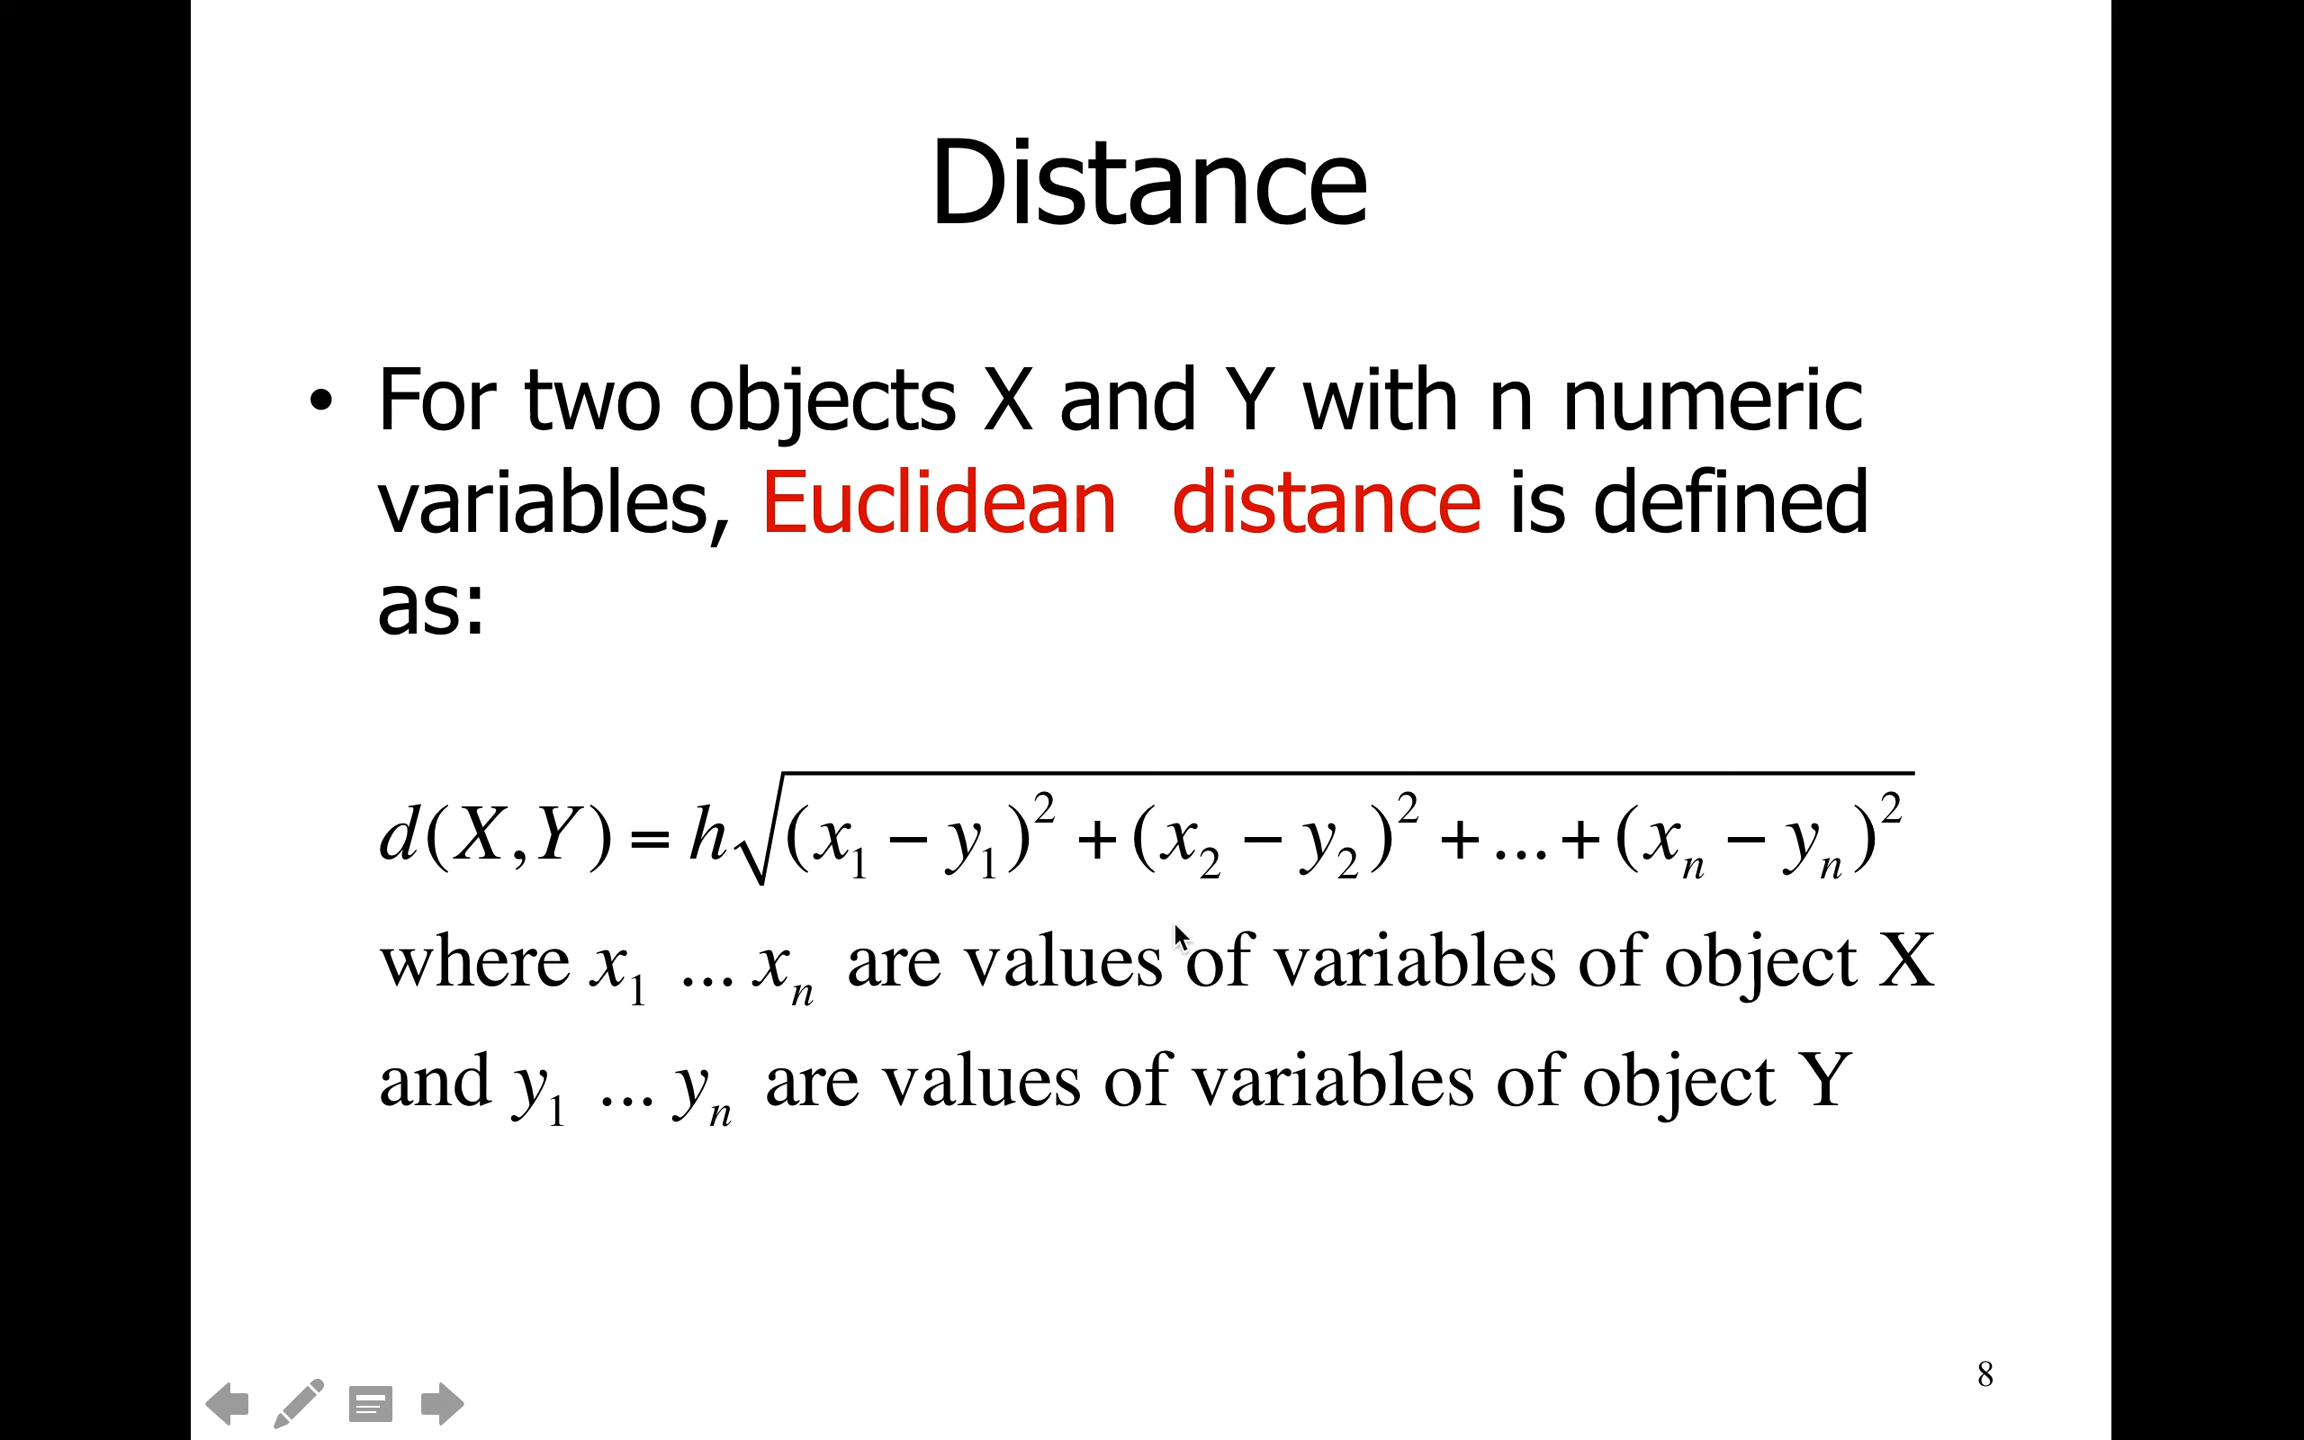 Distance
• For two objects X and Y with n numeric
variables, Euclidean distance is defined
as:
d(X,Y) = h√(x₁ − y₁)² + (x₂ − y₂)² + ... + (xₙ − yₙ)²
where x₁ ... xₙ are values of variables of object X
and y₁ ... yₙ are values of variables of object Y
8